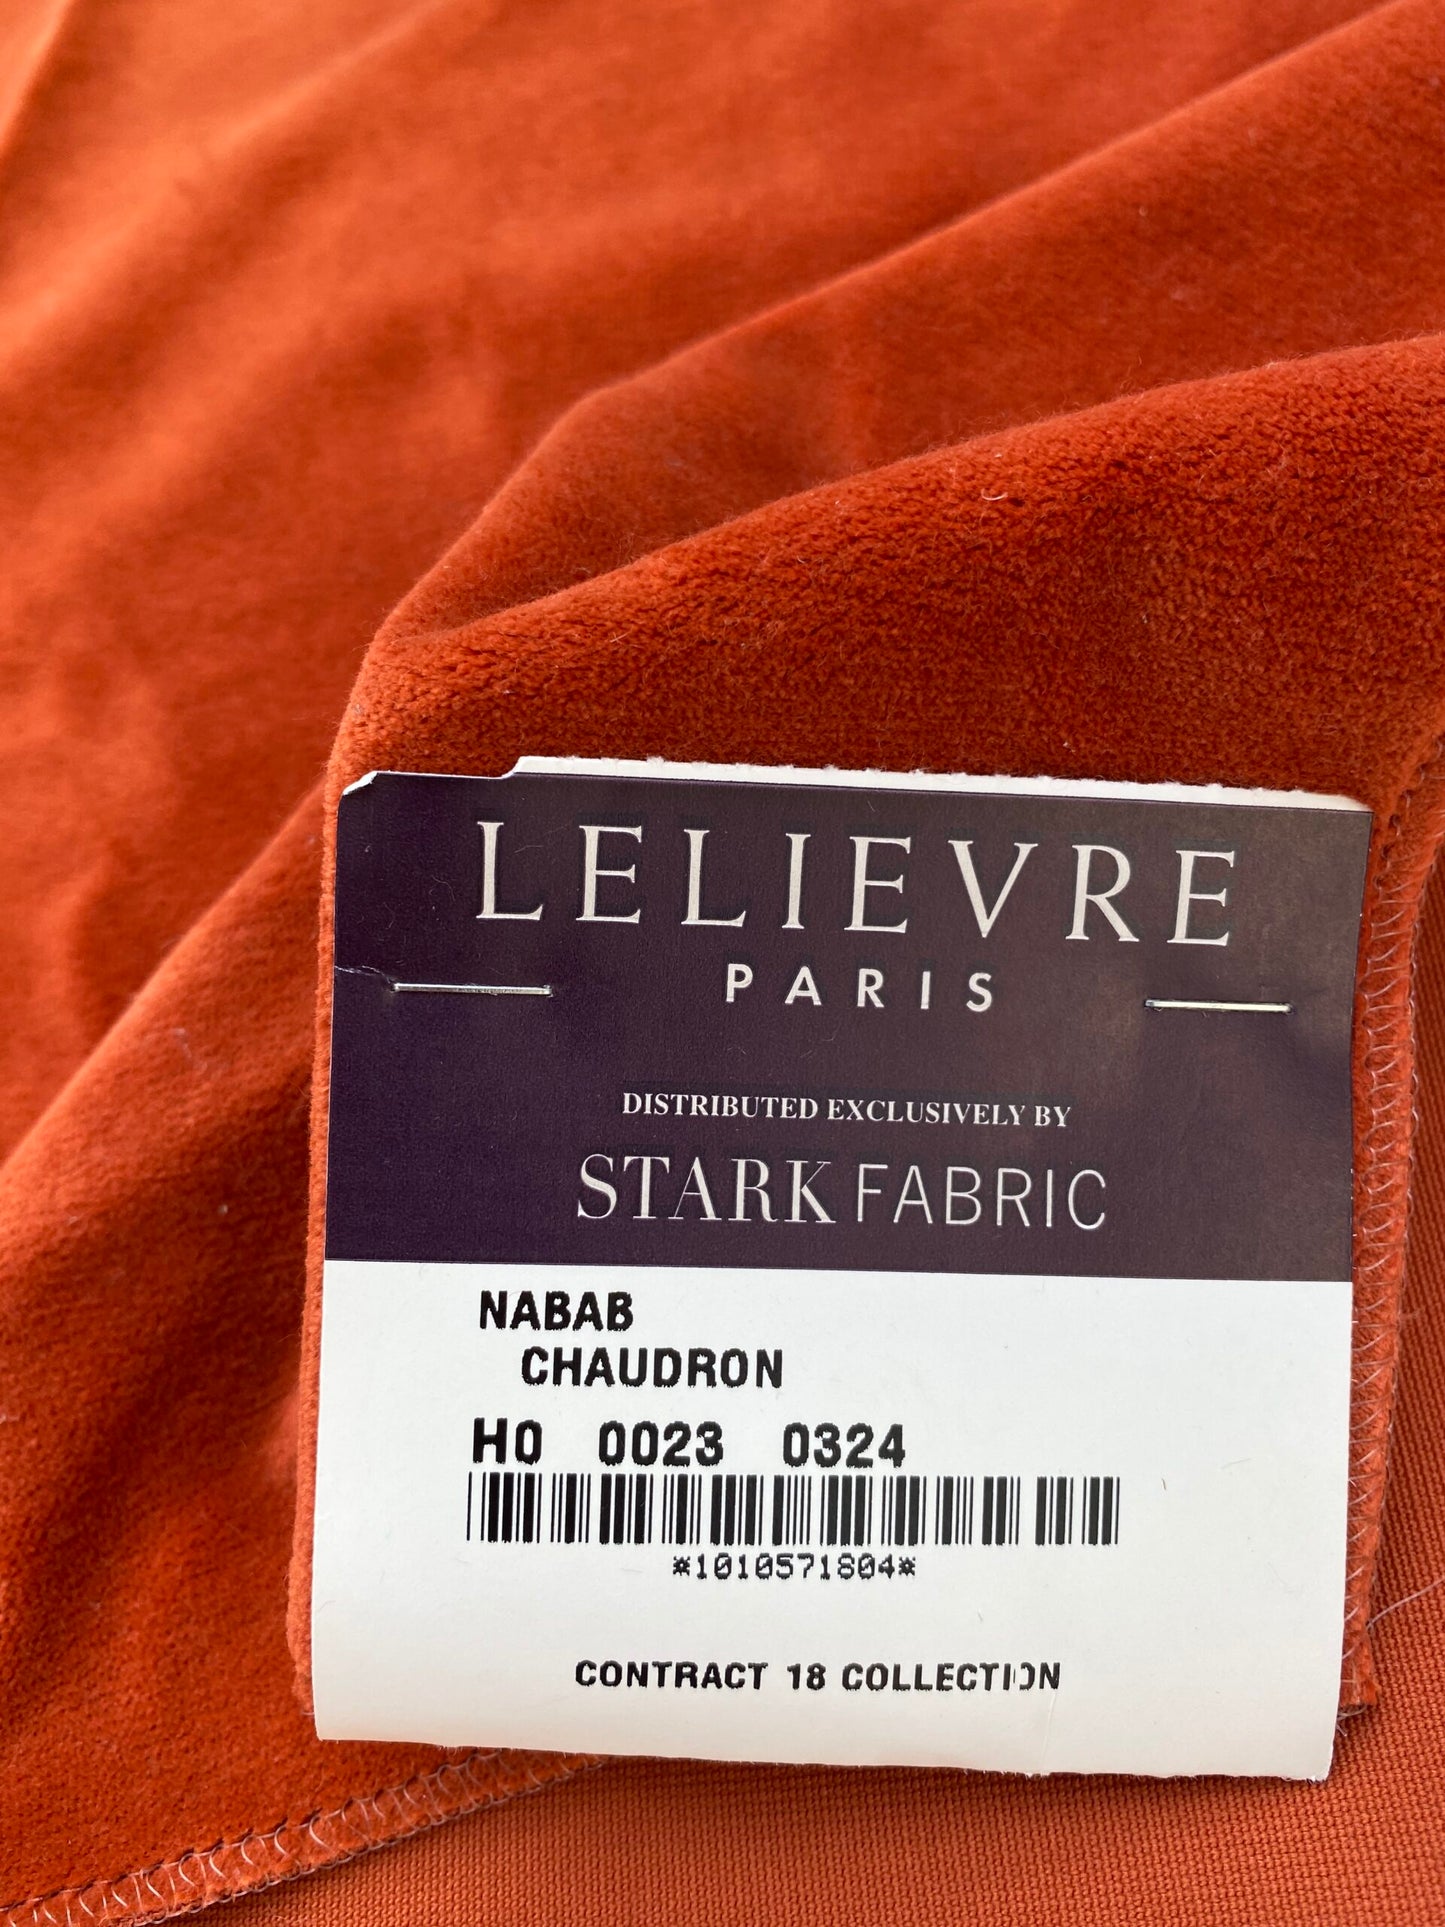 LELIEVRE
PARIS
DISTRIBUTED EXCLUSIVELY BY
STARK FABRIC
NABAB
CHAUDRON
H0 0023 0324
*1010571804*
CONTRACT 18 COLLECTION